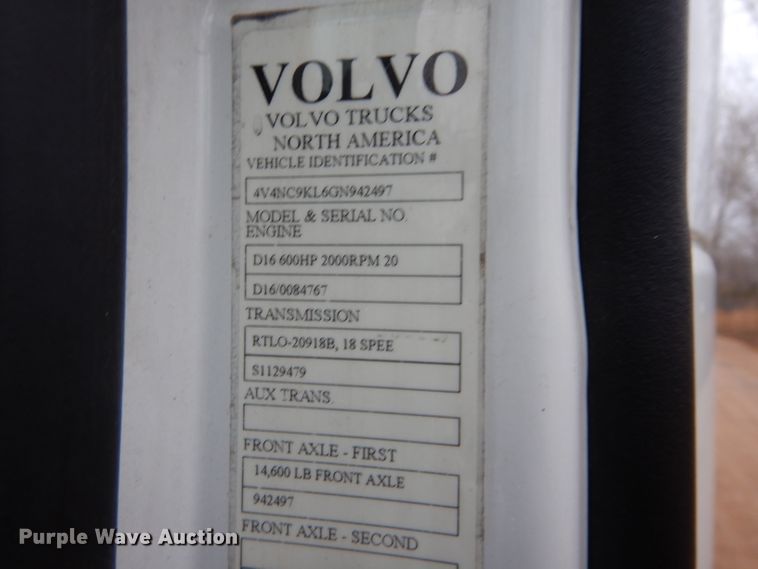 VOLVO
VOLVO TRUCKS
NORTH AMERICA
VEHICLE IDENTIFICATION #
4V4NC9KL6GN942497
MODEL & SERIAL NO.
ENGINE
D16 600HP 2000RPM 20
D16/0084767
TRANSMISSION
RTLO-20918B, 18 SPEE
S1129479
AUX TRANS.
FRONT AXLE - FIRST
14,600 LB FRONT AXLE
942497
FRONT AXLE - SECOND
Purple Wave Auction